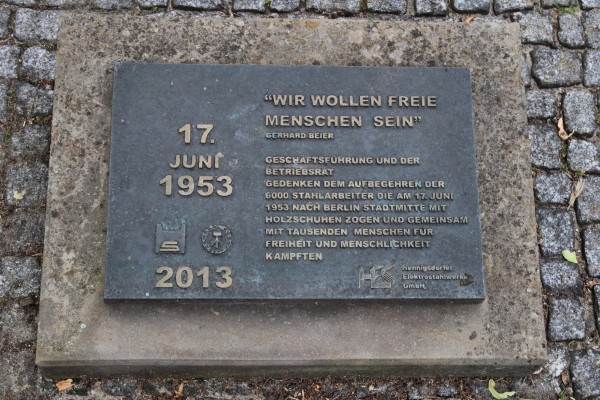 17.
JUNI
1953
2013
"WIR WOLLEN FREIE
MENSCHEN SEIN"
GERHARD BEIER
GESCHÄFTSFÜHRUNG UND DER
BETRIEBSRAT
GEDENKEN DEM AUFBEGEHREN DER
6000 STAHLARBEITER DIE AM 17. JUNI
1953 NACH BERLIN STADTMITTE MIT
HOLZSCHUHEN ZOGEN UND GEMEINSAM
MIT TAUSENDEN MENSCHEN FÜR
FREIHEIT UND MENSCHLICHKEIT
KÄMPFTEN
HES
Hennigsdorfer
Elektrostahlwerke
GmbH